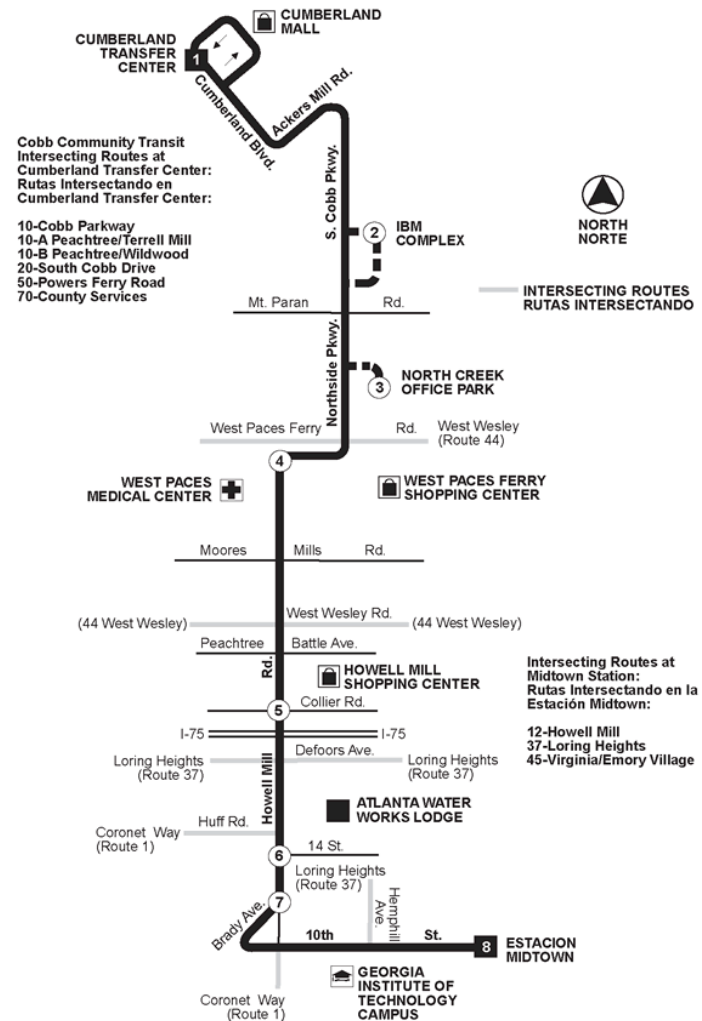 CUMBERLAND
MALL
CUMBERLAND
TRANSFER
CENTER
1
Cumberland Blvd.
Ackers Mill Rd.
S. Cobb Pkwy.
Cobb Community Transit
Intersecting Routes at
Cumberland Transfer Center:
Rutas Intersectando en
Cumberland Transfer Center:
10-Cobb Parkway
10-A Peachtree/Terrell Mill
10-B Peachtree/Wildwood
20-South Cobb Drive
50-Powers Ferry Road
70-County Services
NORTH
NORTE
2
IBM
COMPLEX
INTERSECTING ROUTES
RUTAS INTERSECTANDO
Mt. Paran Rd.
Northside Pkwy.
3
NORTH CREEK
OFFICE PARK
West Paces Ferry Rd.
West Wesley
(Route 44)
4
WEST PACES
MEDICAL CENTER
WEST PACES FERRY
SHOPPING CENTER
Moores Mills Rd.
(44 West Wesley)
West Wesley Rd.
(44 West Wesley)
Peachtree Battle Ave.
HOWELL MILL
SHOPPING CENTER
Howell Mill Rd.
5
Collier Rd.
I-75
I-75
Defoors Ave.
Loring Heights
(Route 37)
Loring Heights
(Route 37)
Intersecting Routes at
Midtown Station:
Rutas Intersectando en la
Estación Midtown:
12-Howell Mill
37-Loring Heights
45-Virginia/Emory Village
ATLANTA WATER
WORKS LODGE
Huff Rd.
Coronet Way
(Route 1)
6
14 St.
Loring Heights
(Route 37)
Hemphill
Ave.
7
Brady Ave.
10th St.
8
ESTACION
MIDTOWN
GEORGIA
INSTITUTE OF
TECHNOLOGY
CAMPUS
Coronet Way
(Route 1)